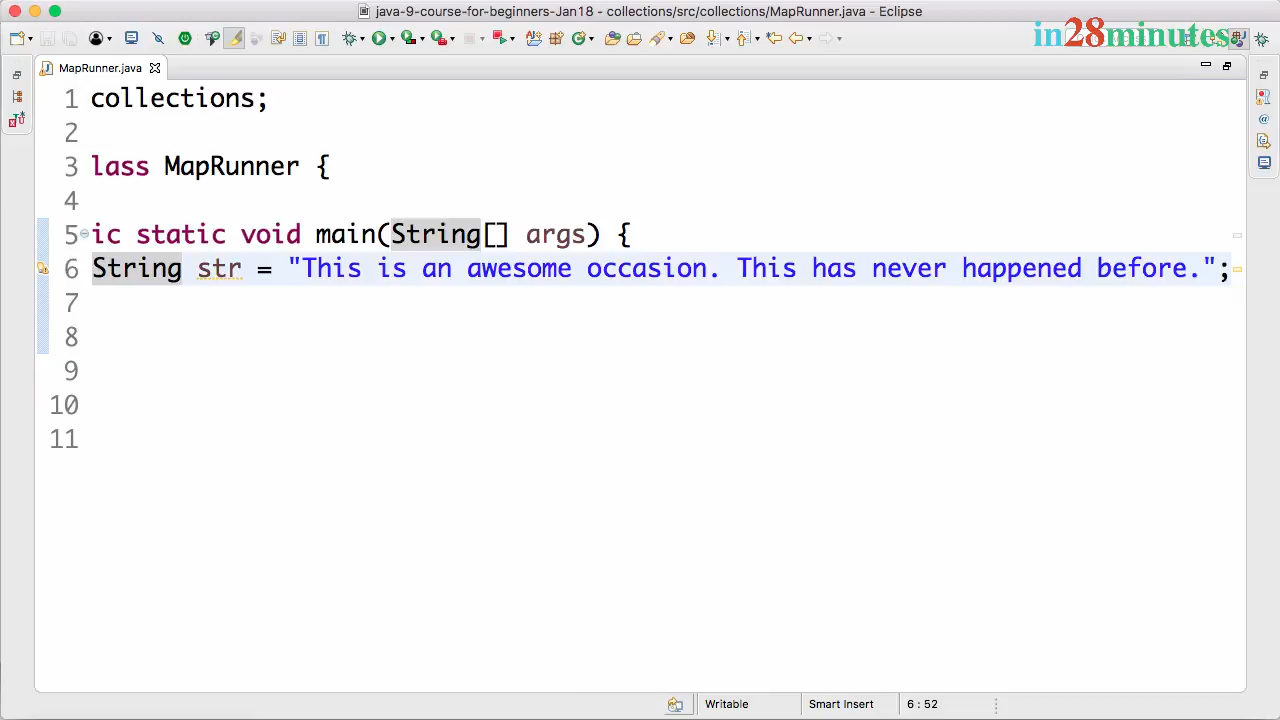 java-9-course-for-beginners-Jan18 - collections/src/collections/MapRunner.java - Eclipse
in28minutes
MapRunner.java
1 collections;
2
3 lass MapRunner {
4
5 ic static void main(String[] args) {
6 String str = "This is an awesome occasion. This has never happened before.";
7
8
9
10
11
Writable Smart Insert 6 : 52